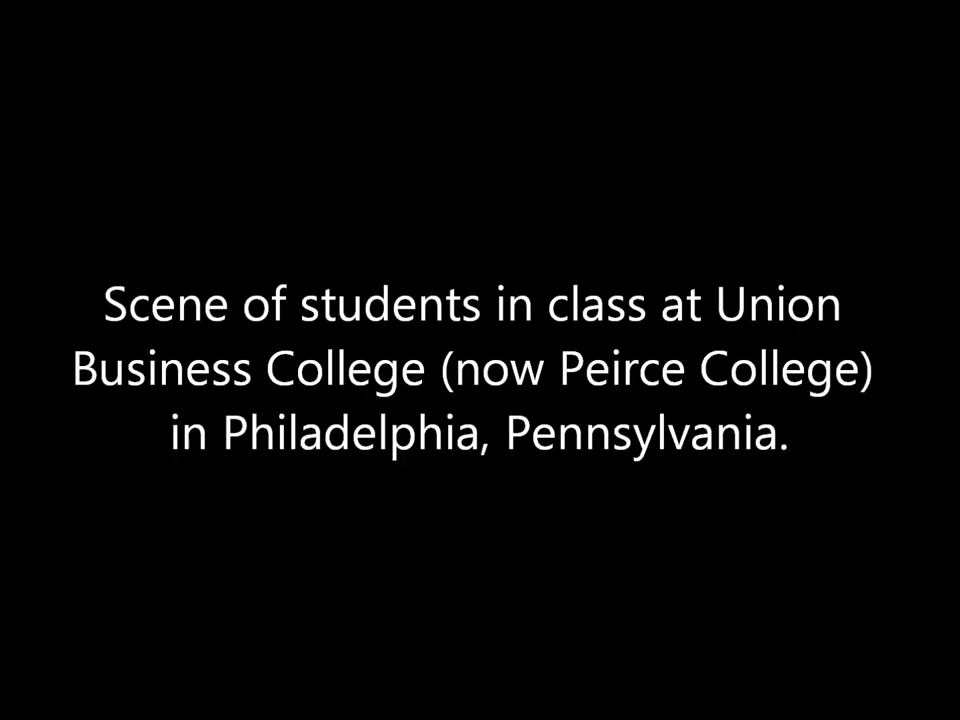 Scene of students in class at Union
Business College (now Peirce College)
in Philadelphia, Pennsylvania.